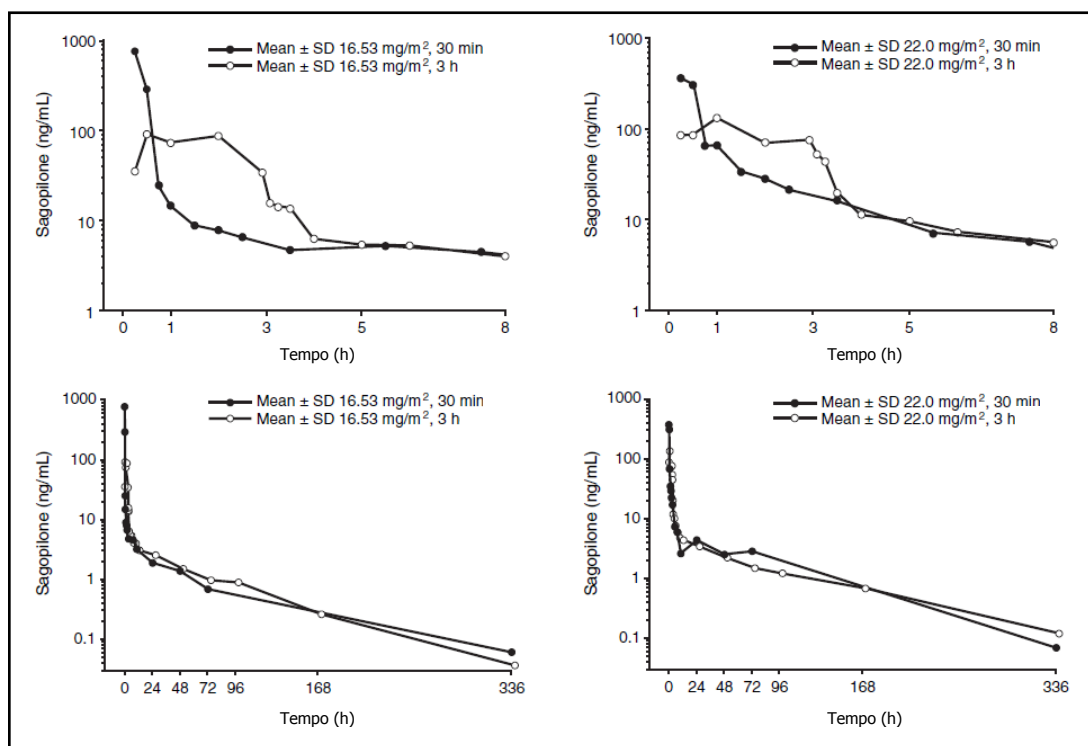 Mean ± SD 16.53 mg/m², 30 min
Mean ± SD 16.53 mg/m², 3 h
1000
100
10
1
Sagopilone (ng/mL)
0 1 3 5 8
Tempo (h)
Mean ± SD 22.0 mg/m², 30 min
Mean ± SD 22.0 mg/m², 3 h
1000
100
10
1
Sagopilone (ng/mL)
0 1 3 5 8
Tempo (h)
Mean ± SD 16.53 mg/m², 30 min
Mean ± SD 16.53 mg/m², 3 h
1000
100
10
1
0.1
Sagopilone (ng/mL)
0 24 48 72 96 168 336
Tempo (h)
Mean ± SD 22.0 mg/m², 30 min
Mean ± SD 22.0 mg/m², 3 h
1000
100
10
1
0.1
Sagopilone (ng/mL)
0 24 48 72 96 168 336
Tempo (h)